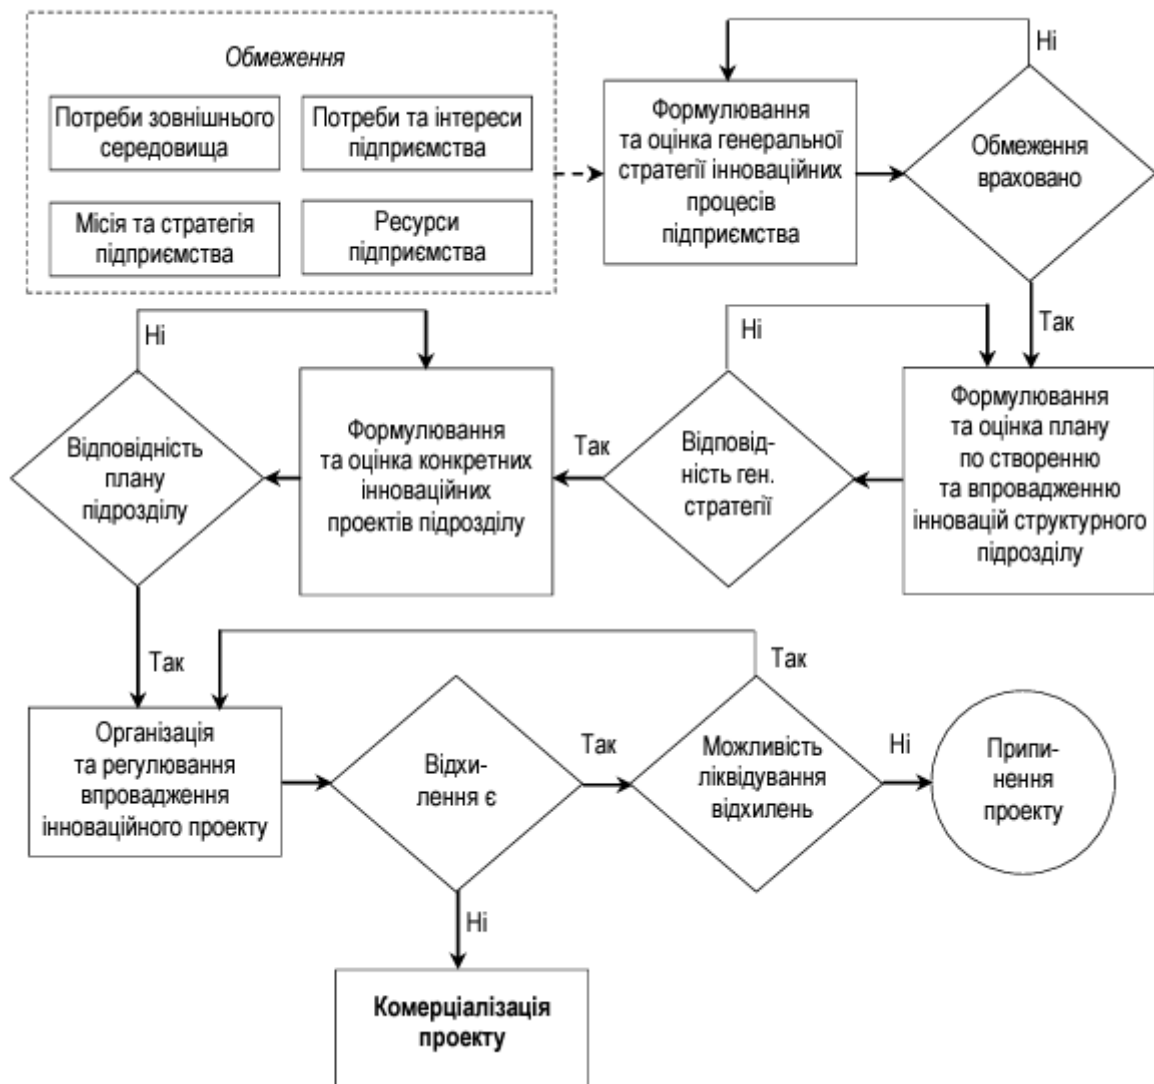 Обмеження
Потреби зовнішнього
середовища
Потреби та інтереси
підприємства
Місія та стратегія
підприємства
Ресурси
підприємства
Формулювання
та оцінка генеральної
стратегії інноваційних
процесів
підприємства
Ні
Обмеження
враховано
Так
Формулювання
та оцінка плану
по створенню
та впровадженню
інновацій структурного
підрозділу
Ні
Відповід-
ність ген.
стратегії
Так
Формулювання
та оцінка конкретних
інноваційних
проектів підрозділу
Ні
Відповідність
плану
підрозділу
Так
Організація
та регулювання
впровадження
інноваційного проекту
Відхи-
лення є
Так
Можливість
ліквідування
відхилень
Так
Ні
Припи-
нення
проекту
Ні
Комерціалізація
проекту